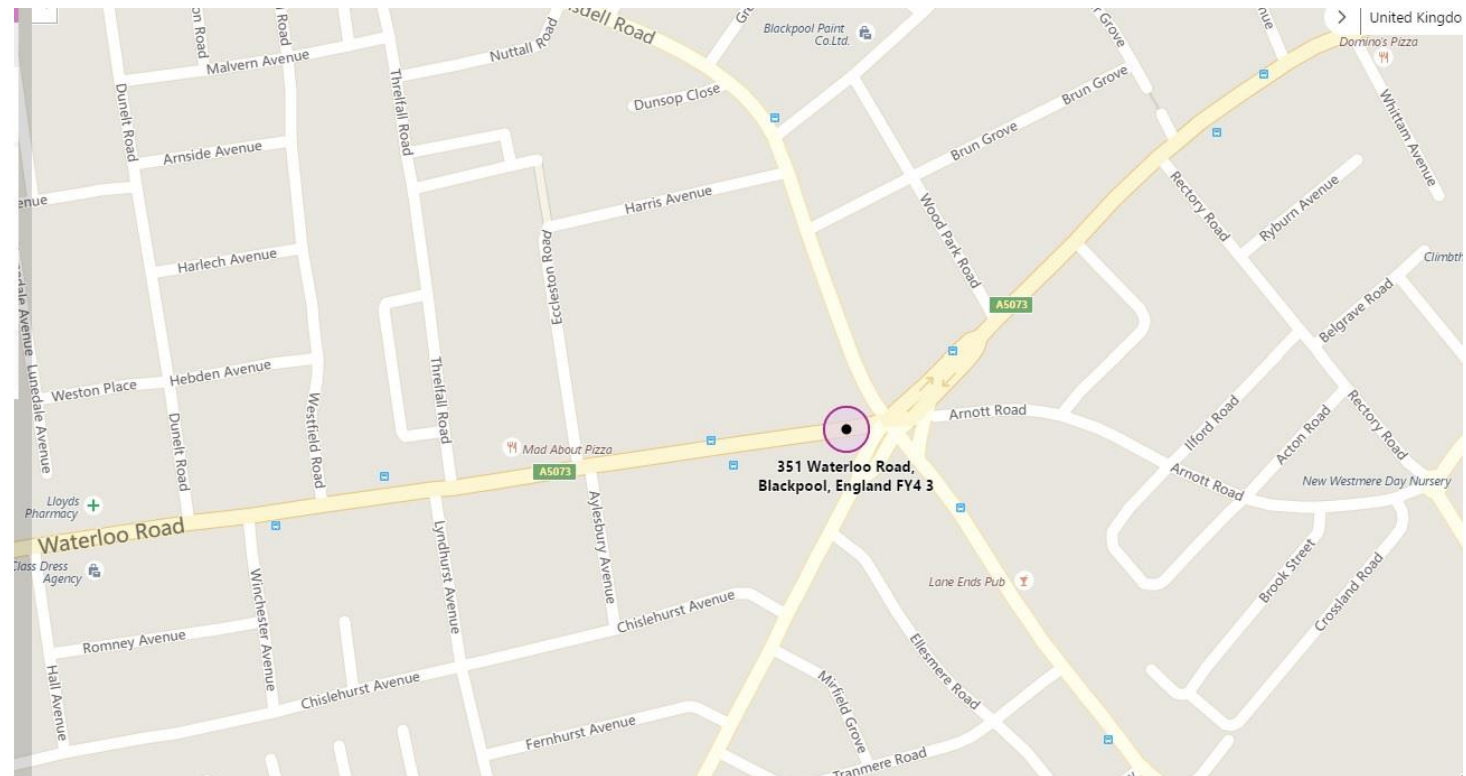 sdell Road
Blackpool Paint
Co.Ltd.
United Kingdo
Domino's Pizza
Malvern Avenue
Nuttall Road
Dunelt Road
Threlfall Road
Dunsop Close
Brun Grove
Brun Grove
Whittam Avenue
Arnside Avenue
Harris Avenue
Wood Park Road
Rectory Road
Ryburn Avenue
Harlech Avenue
Eccleston Road
Climbth
A5073
Belgrave Road
Lunedale Avenue
Weston Place
Hebden Avenue
Threlfall Road
Dunelt Road
Westfield Road
Arnott Road
Ilford Road
Acton Road
Rectory Road
Mad About Pizza
A5073
351 Waterloo Road,
Blackpool, England FY4 3
Arnott Road
New Westmere Day Nursery
Lloyds
Pharmacy
Waterloo Road
Class Dress
Agency
Winchester Avenue
Lyndhurst Avenue
Aylesbury Avenue
Lane Ends Pub
Brook Street
Crossland Road
Chislehurst Avenue
Romney Avenue
Hall Avenue
Chislehurst Avenue
Ellesmere Road
Mirfield Grove
Fernhurst Avenue
Tranmere Road